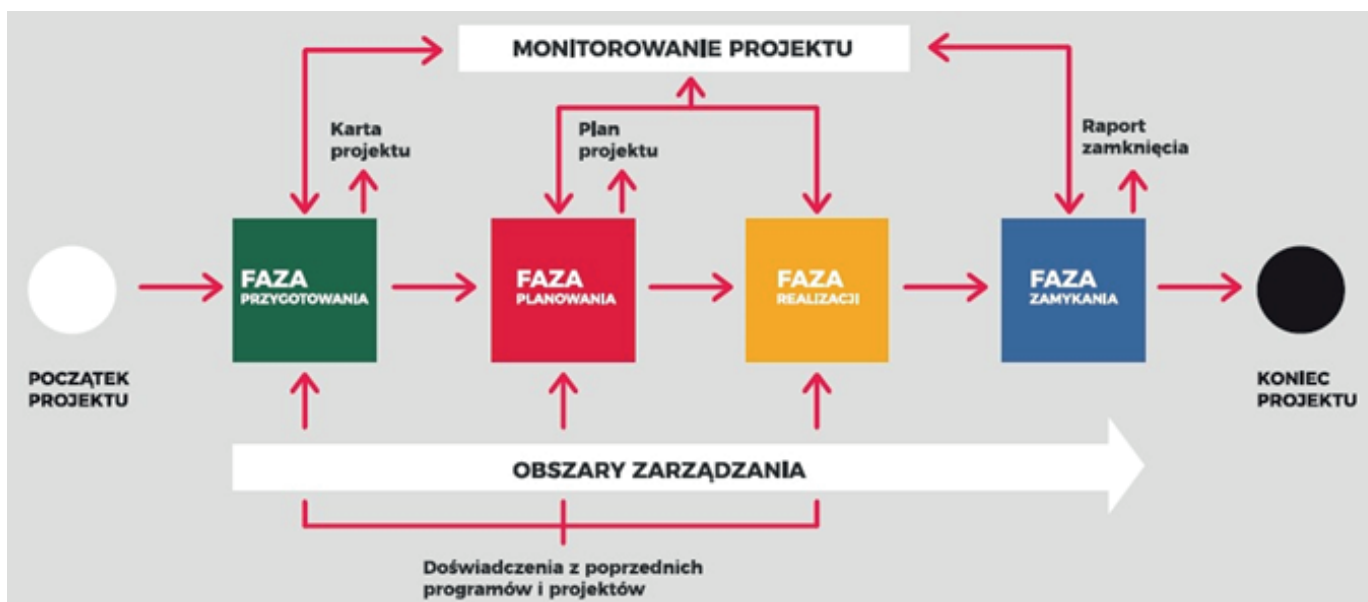 MONITOROWANIE PROJEKTU
Karta
projektu
Plan
projektu
Raport
zamknięcia
FAZA
PRZYGOTOWANIA
FAZA
PLANOWANIA
FAZA
REALIZACJI
FAZA
ZAMYKANIA
POCZĄTEK
PROJEKTU
KONIEC
PROJEKTU
OBSZARY ZARZĄDZANIA
Doświadczenia z poprzednich
programów i projektów